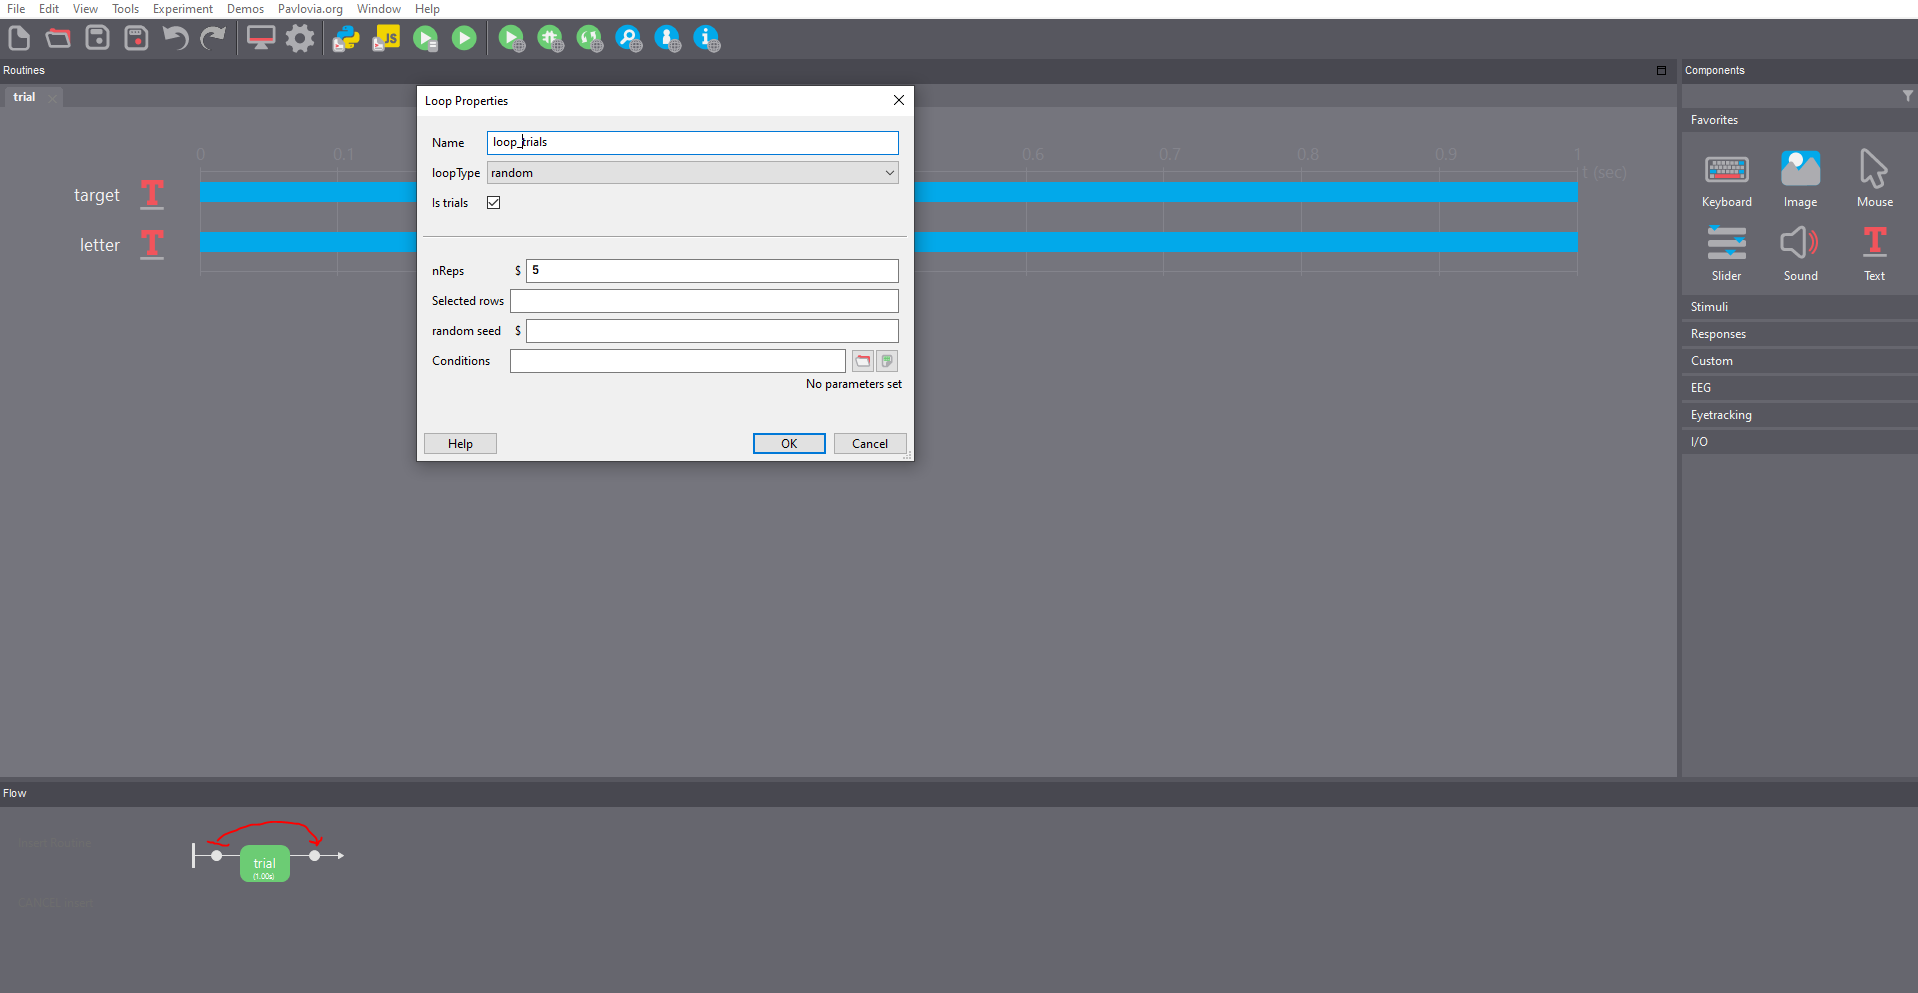 File Edit View Tools Experiment Demos Pavlovia.org Window Help
JS
Routines
Components
trial
Loop Properties
Name loop_trials
loopType random
Is trials
nReps $ 5
Selected rows
random seed $
Conditions
No parameters set
Help OK Cancel
0 0.1 0.6 0.7 0.8 0.9 1
1 (sec)
target T
letter T
Favorites
Keyboard Image Mouse
Slider Sound Text
Stimuli
Responses
Custom
EEG
Eyetracking
I/O
Flow
trial
(1.00s)